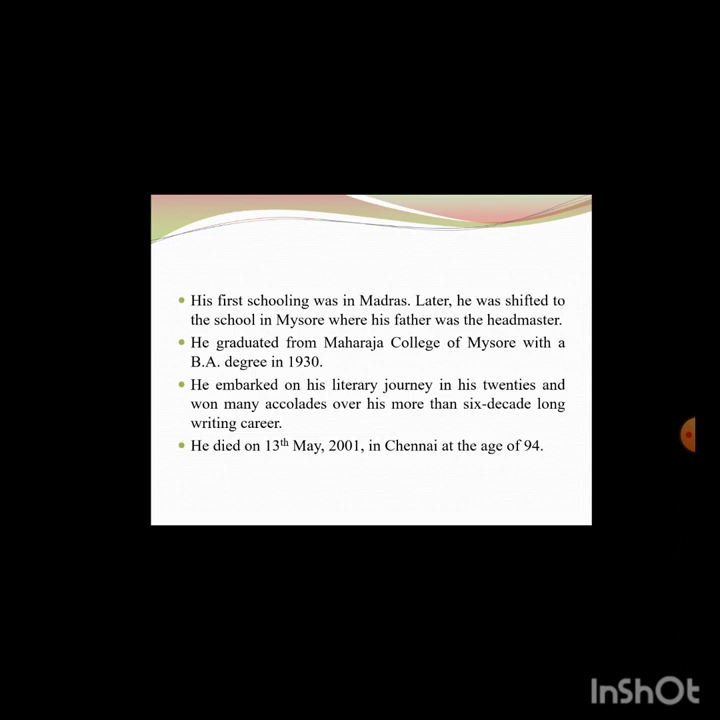 His first schooling was in Madras. Later, he was shifted to
the school in Mysore where his father was the headmaster.
He graduated from Maharaja College of Mysore with a
B.A. degree in 1930.
He embarked on his literary journey in his twenties and
won many accolades over his more than six-decade long
writing career.
He died on 13th May, 2001, in Chennai at the age of 94.
InShOt